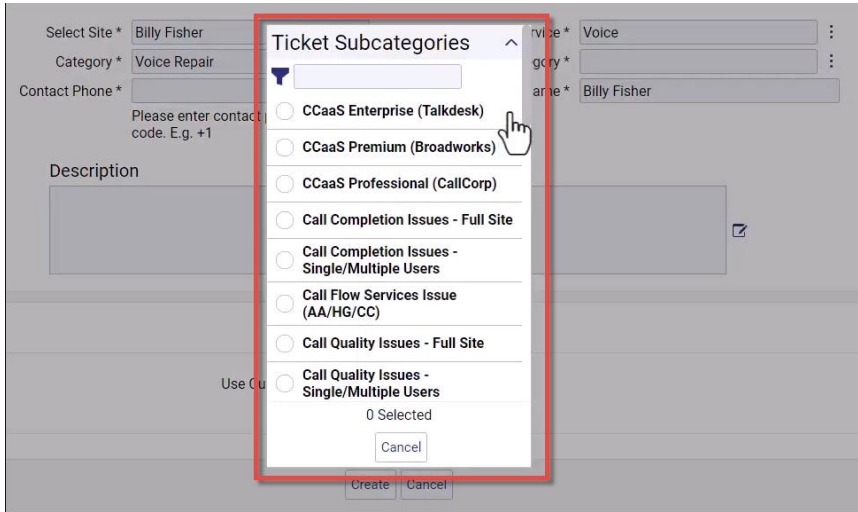 Select Site * Billy Fisher
Ticket Subcategories
Service * Voice
Category * Voice Repair
Contact Phone *
Billy Fisher
Please enter contact
code. E.g. +1
CCaaS Enterprise (Talkdesk)
CCaaS Premium (Broadworks)
CCaaS Professional (CallCorp)
Call Completion Issues - Full Site
Call Completion Issues -
Single/Multiple Users
Call Flow Services Issue
(AA/HG/CC)
Call Quality Issues - Full Site
Call Quality Issues -
Single/Multiple Users
0 Selected
Cancel
Description
Use
Create Cancel